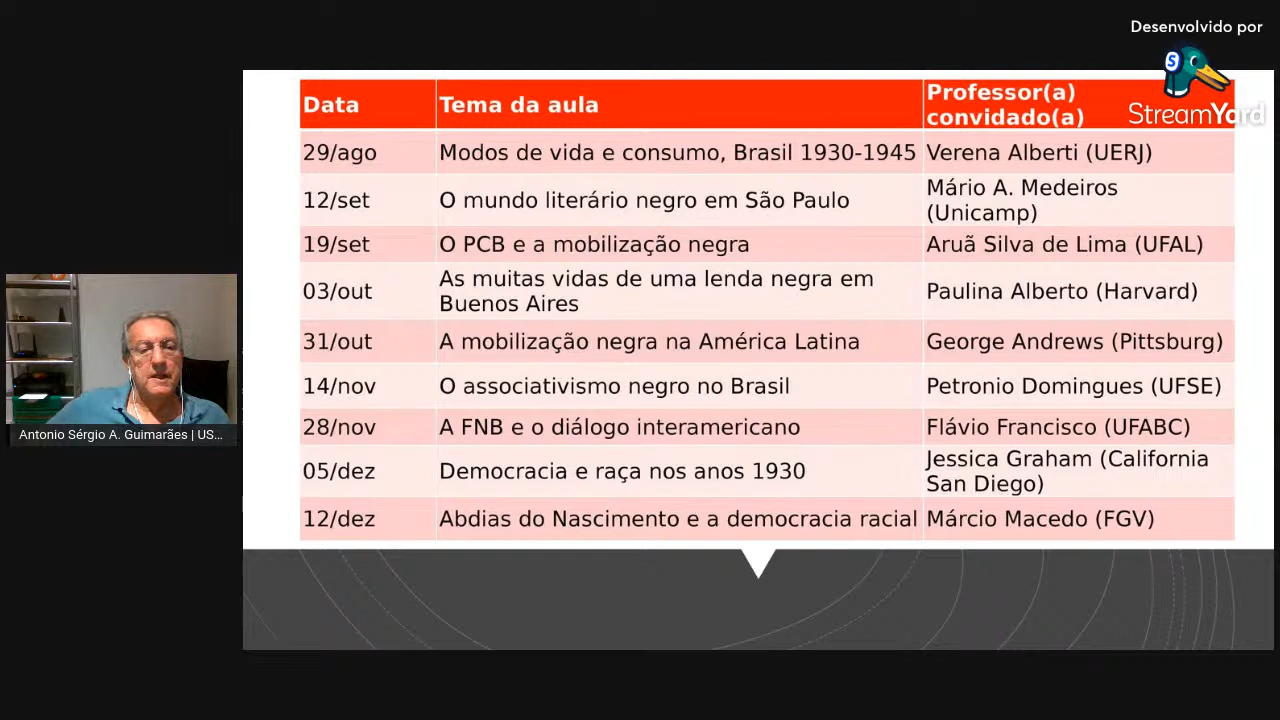 Desenvolvido por
StreamYard
Data Tema da aula Professor(a)
convidado(a)
29/ago Modos de vida e consumo, Brasil 1930-1945 Verena Alberti (UERJ)
12/set O mundo literário negro em São Paulo Mário A. Medeiros
(Unicamp)
19/set O PCB e a mobilização negra Aruã Silva de Lima (UFAL)
03/out As muitas vidas de uma lenda negra em
Buenos Aires Paulina Alberto (Harvard)
31/out A mobilização negra na América Latina George Andrews (Pittsburg)
14/nov O associativismo negro no Brasil Petronio Domingues (UFSE)
28/nov A FNB e o diálogo interamericano Flávio Francisco (UFABC)
05/dez Democracia e raça nos anos 1930 Jessica Graham (California
San Diego)
12/dez Abdias do Nascimento e a democracia racial Márcio Macedo (FGV)
Antonio Sérgio A. Guimarães | US...